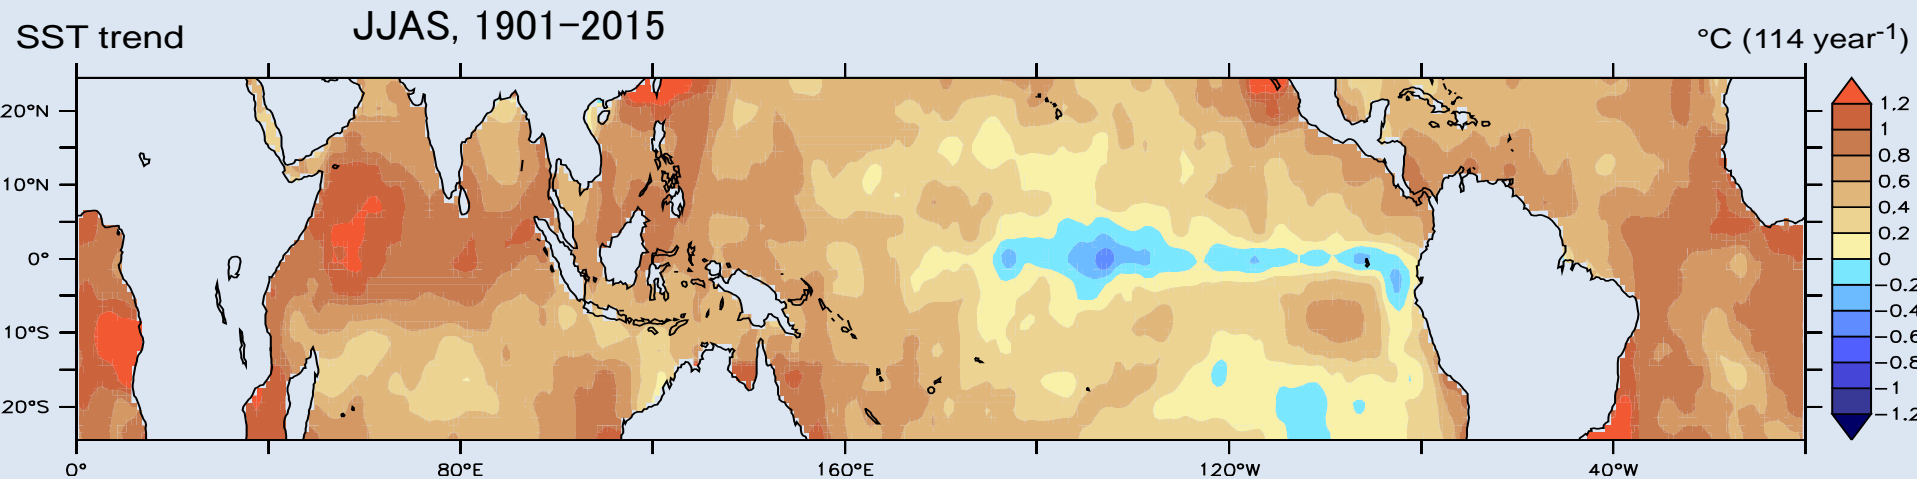 JJAS, 1901-2015
SST trend
°C (114 year-1)
20°N
10°N
0°
10°S
20°S
0°
80°E
160°E
120°W
40°W
1.2
1
0.8
0.6
0.4
0.2
0
-0.2
-0.4
-0.6
-0.8
-1
-1.2